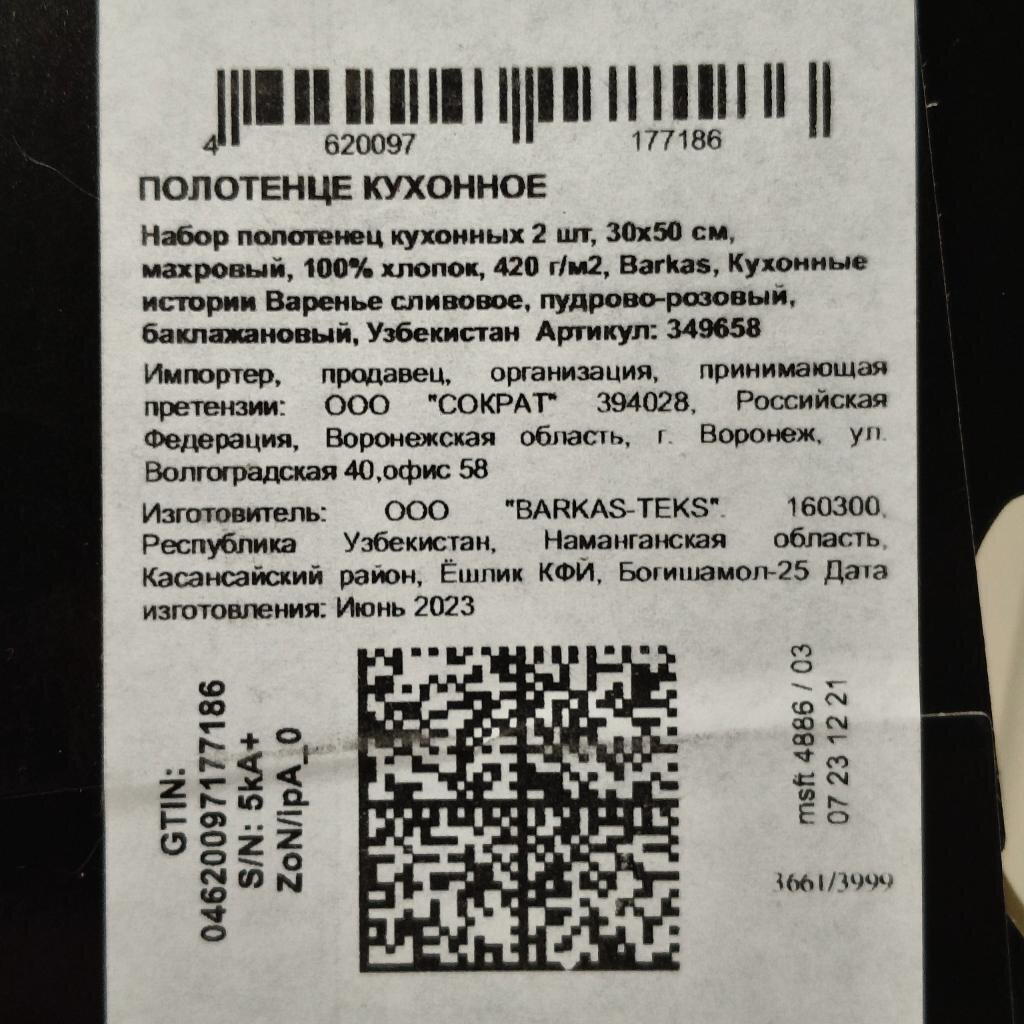 4 620097 177186
ПОЛОТЕНЦЕ КУХОННОЕ
Набор полотенец кухонных 2 шт, 30х50 см,
махровый, 100% хлопок, 420 г/м2, Barkas, Кухонные
истории Варенье сливовое, пудрово-розовый,
баклажановый, Узбекистан Артикул: 349658
Импортер, продавец, организация, принимающая
претензии: ООО "СОКРАТ" 394028, Российская
Федерация, Воронежская область, г. Воронеж, ул.
Волгоградская 40,офис 58
Изготовитель: ООО "BARKAS-TEKS". 160300,
Республика Узбекистан, Наманганская область,
Касансайский район, Ёшлик КФЙ, Богишамол-25 Дата
изготовления: Июнь 2023
GTIN:
04620097177186
S/N: 5kA+
ZoN/ipA_0
msft 4886 / 03
07 23 12 21
3661/3999